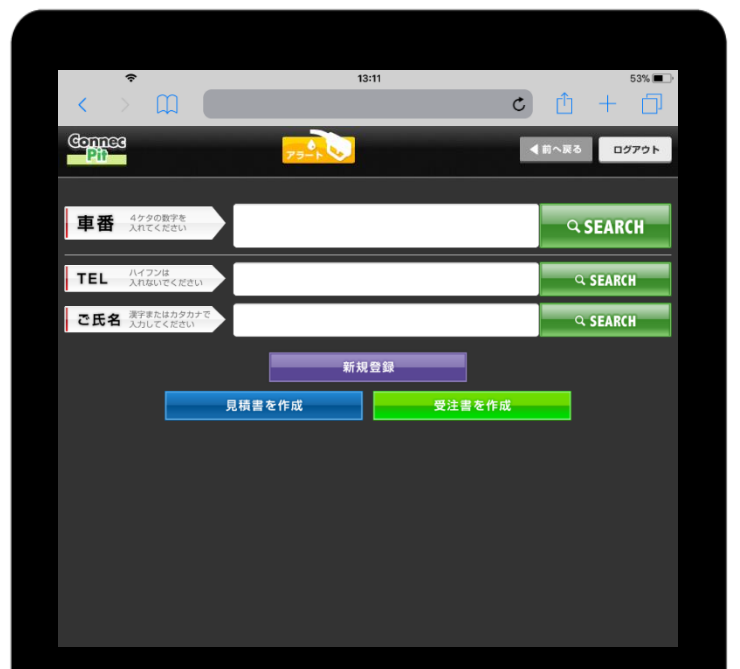 13:11
53%
Connec
Pit
アラート
前へ戻る
ログアウト
車番
4ケタの数字を
入れてください
SEARCH
TEL
ハイフンは
入れないでください
SEARCH
ご氏名
漢字またはカタカナで
入力してください
SEARCH
新規登録
見積書を作成
受注書を作成